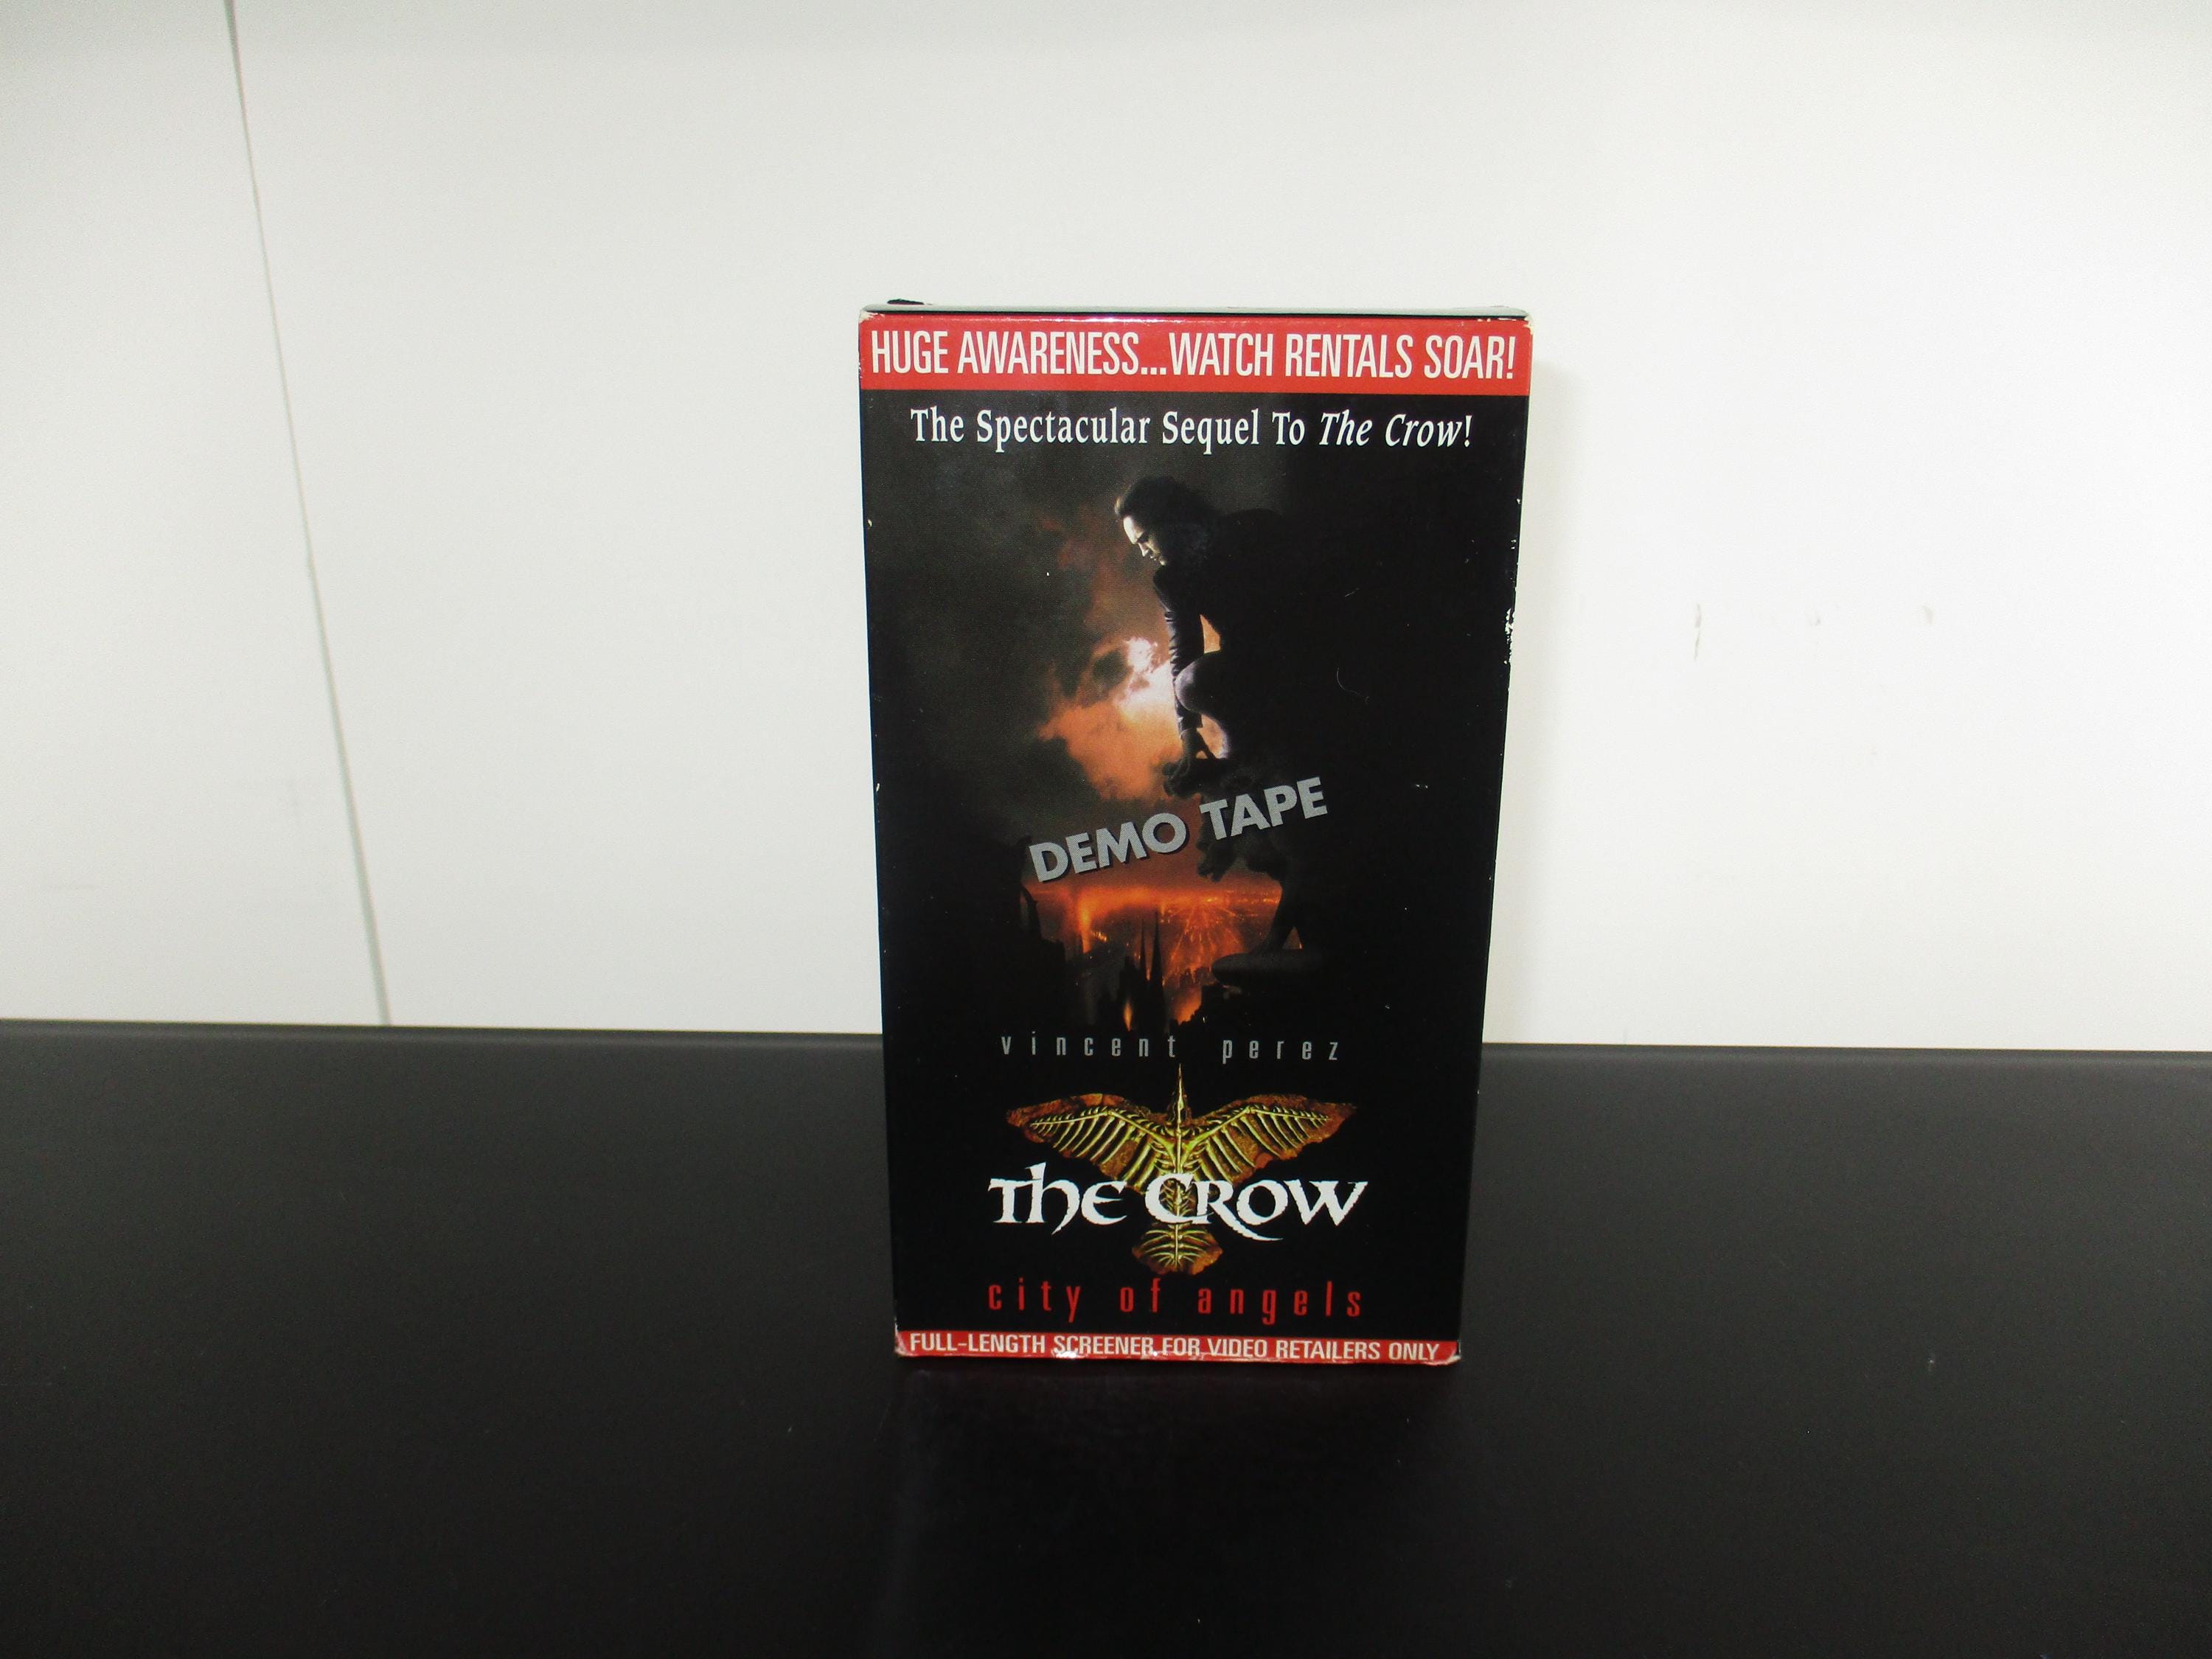 HUGE AWARENESS...WATCH RENTALS SOAR!
The Spectacular Sequel To The Crow!
DEMO TAPE
vincent perez
The CROW
city of angels
FULL-LENGTH SCREENER FOR VIDEO RETAILERS ONLY